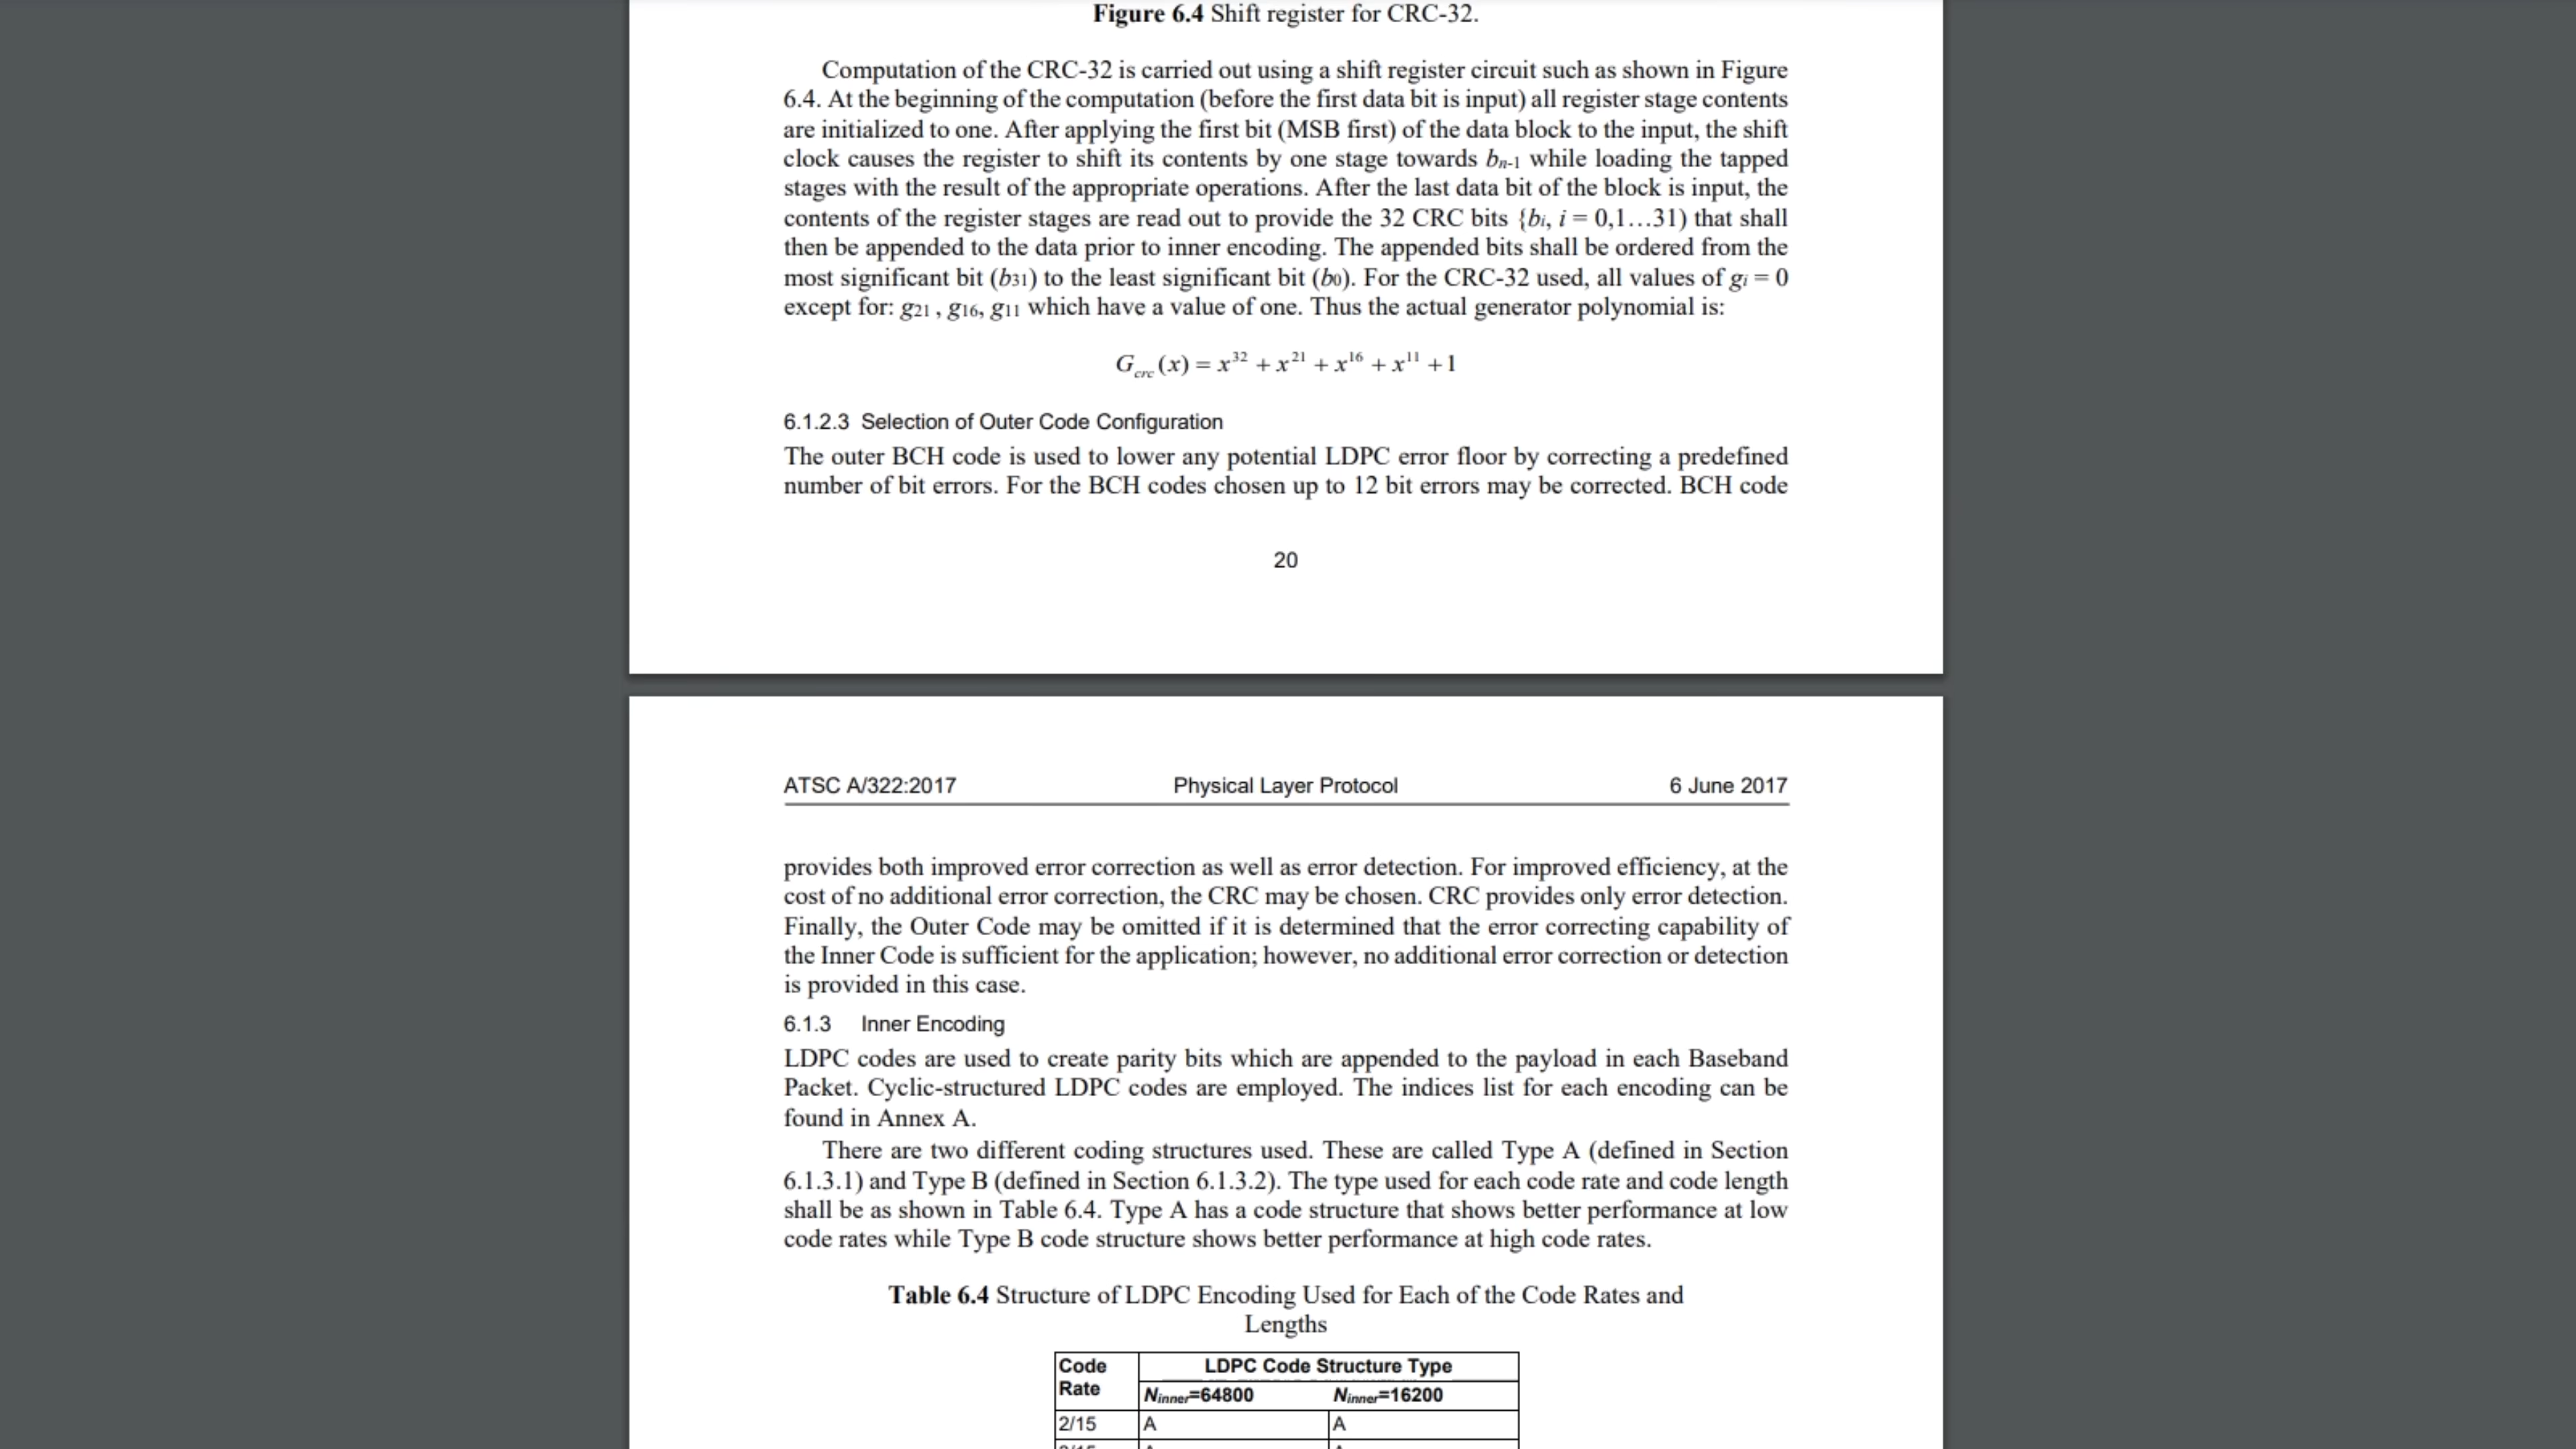 Figure 6.4 Shift register for CRC-32.
Computation of the CRC-32 is carried out using a shift register circuit such as shown in Figure
6.4. At the beginning of the computation (before the first data bit is input) all register stage contents
are initialized to one. After applying the first bit (MSB first) of the data block to the input, the shift
clock causes the register to shift its contents by one stage towards bn-1 while loading the tapped
stages with the result of the appropriate operations. After the last data bit of the block is input, the
contents of the register stages are read out to provide the 32 CRC bits {bi, i = 0,1…31) that shall
then be appended to the data prior to inner encoding. The appended bits shall be ordered from the
most significant bit (b31) to the least significant bit (b0). For the CRC-32 used, all values of gi = 0
except for: g21 , g16, g11 which have a value of one. Thus the actual generator polynomial is:
Gcrc(x) = x^32 + x^21 + x^16 + x^11 + 1
6.1.2.3 Selection of Outer Code Configuration
The outer BCH code is used to lower any potential LDPC error floor by correcting a predefined
number of bit errors. For the BCH codes chosen up to 12 bit errors may be corrected. BCH code
20
ATSC A/322:2017 Physical Layer Protocol 6 June 2017
provides both improved error correction as well as error detection. For improved efficiency, at the
cost of no additional error correction, the CRC may be chosen. CRC provides only error detection.
Finally, the Outer Code may be omitted if it is determined that the error correcting capability of
the Inner Code is sufficient for the application; however, no additional error correction or detection
is provided in this case.
6.1.3 Inner Encoding
LDPC codes are used to create parity bits which are appended to the payload in each Baseband
Packet. Cyclic-structured LDPC codes are employed. The indices list for each encoding can be
found in Annex A.
There are two different coding structures used. These are called Type A (defined in Section
6.1.3.1) and Type B (defined in Section 6.1.3.2). The type used for each code rate and code length
shall be as shown in Table 6.4. Type A has a code structure that shows better performance at low
code rates while Type B code structure shows better performance at high code rates.
Table 6.4 Structure of LDPC Encoding Used for Each of the Code Rates and
Lengths
Code Rate LDPC Code Structure Type
Ninner=64800 Ninner=16200
2/15 A A